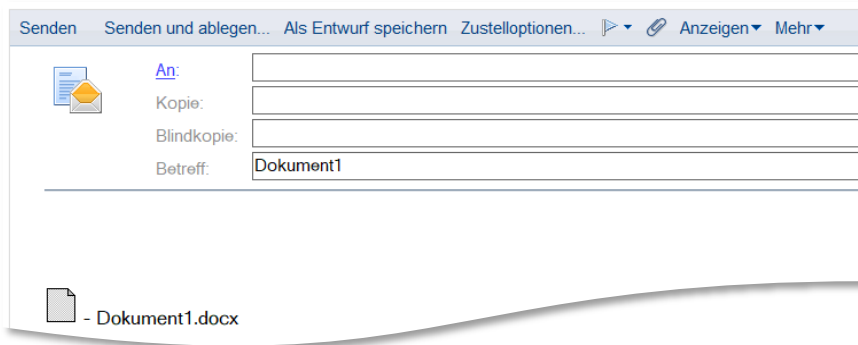 Senden Senden und ablegen... Als Entwurf speichern Zustelloptionen... Anzeigen Mehr
An:
Kopie:
Blindkopie:
Betreff: Dokument1
- Dokument1.docx